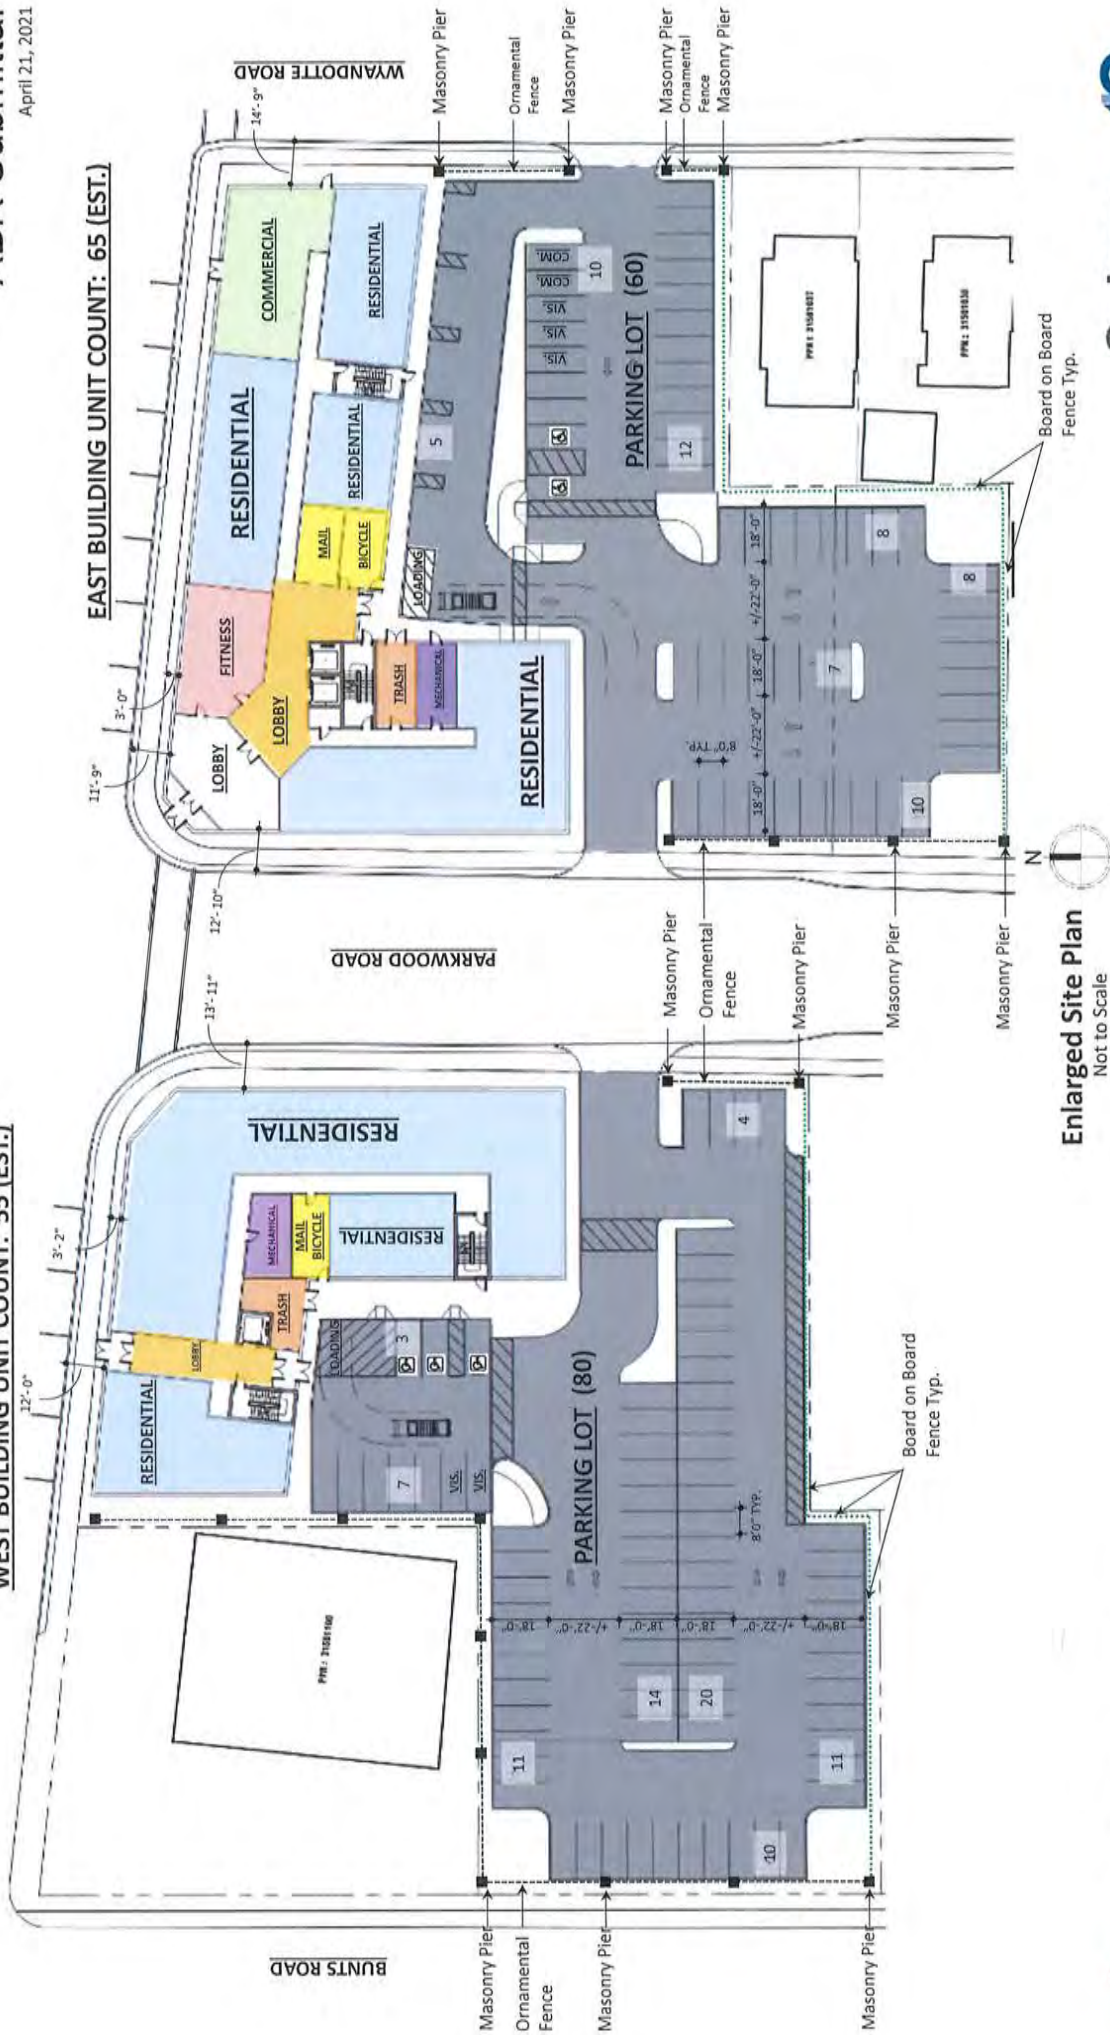 April 21, 2021
EAST BUILDING UNIT COUNT: 65 (EST.)
12'-0"
3'-2"
13'-11"
12'-10"
11'-9"
3'-0"
14'-9"
BUNTS ROAD
PARKWOOD ROAD
WYANDOTTE ROAD
RESIDENTIAL
LOBBY
TRASH
MECHANICAL
MAIL
BICYCLE
RESIDENTIAL
RESIDENTIAL
LOADING
3
7
VIS.
VIS.
PARKING LOT (80)
11
14
20
11
10
4
18'-0"
+/-22'-0"
18'-0"
18'-0"
+/-22'-0"
18'-0"
8'0" TYP.
Masonry Pier
Ornamental
Fence
Masonry Pier
Masonry Pier
Board on Board
Fence Typ.
Masonry Pier
Ornamental
Fence
Masonry Pier
Masonry Pier
Masonry Pier
LOBBY
FITNESS
LOBBY
RESIDENTIAL
COMMERCIAL
MAIL
BICYCLE
RESIDENTIAL
RESIDENTIAL
TRASH
MECHANICAL
RESIDENTIAL
LOADING
5
VIS.
VIS.
VIS.
COM.
COM.
10
PARKING LOT (60)
12
8
8
7
10
8'0" TYP.
18'-0"
+/-22'-0"
18'-0"
+/-22'-0"
18'-0"
Masonry Pier
Ornamental
Fence
Masonry Pier
Masonry Pier
Ornamental
Fence
Masonry Pier
Board on Board
Fence Typ.
N
Enlarged Site Plan
Not to Scale